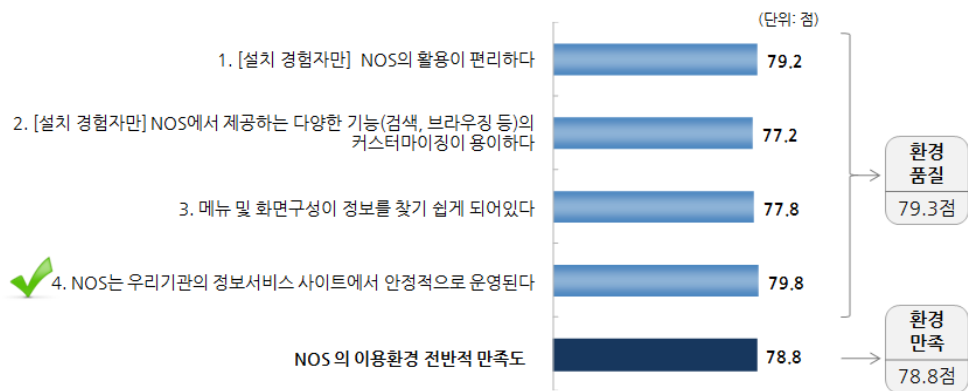 (단위: 점)
1. [설치 경험자만] NOS의 활용이 편리하다
79.2
2. [설치 경험자만] NOS에서 제공하는 다양한 기능(검색, 브라우징 등)의
커스터마이징이 용이하다
77.2
3. 메뉴 및 화면구성이 정보를 찾기 쉽게 되어있다
77.8
4. NOS는 우리기관의 정보서비스 사이트에서 안정적으로 운영된다
79.8
환경
품질
79.3점
NOS 의 이용환경 전반적 만족도
78.8
환경
만족
78.8점